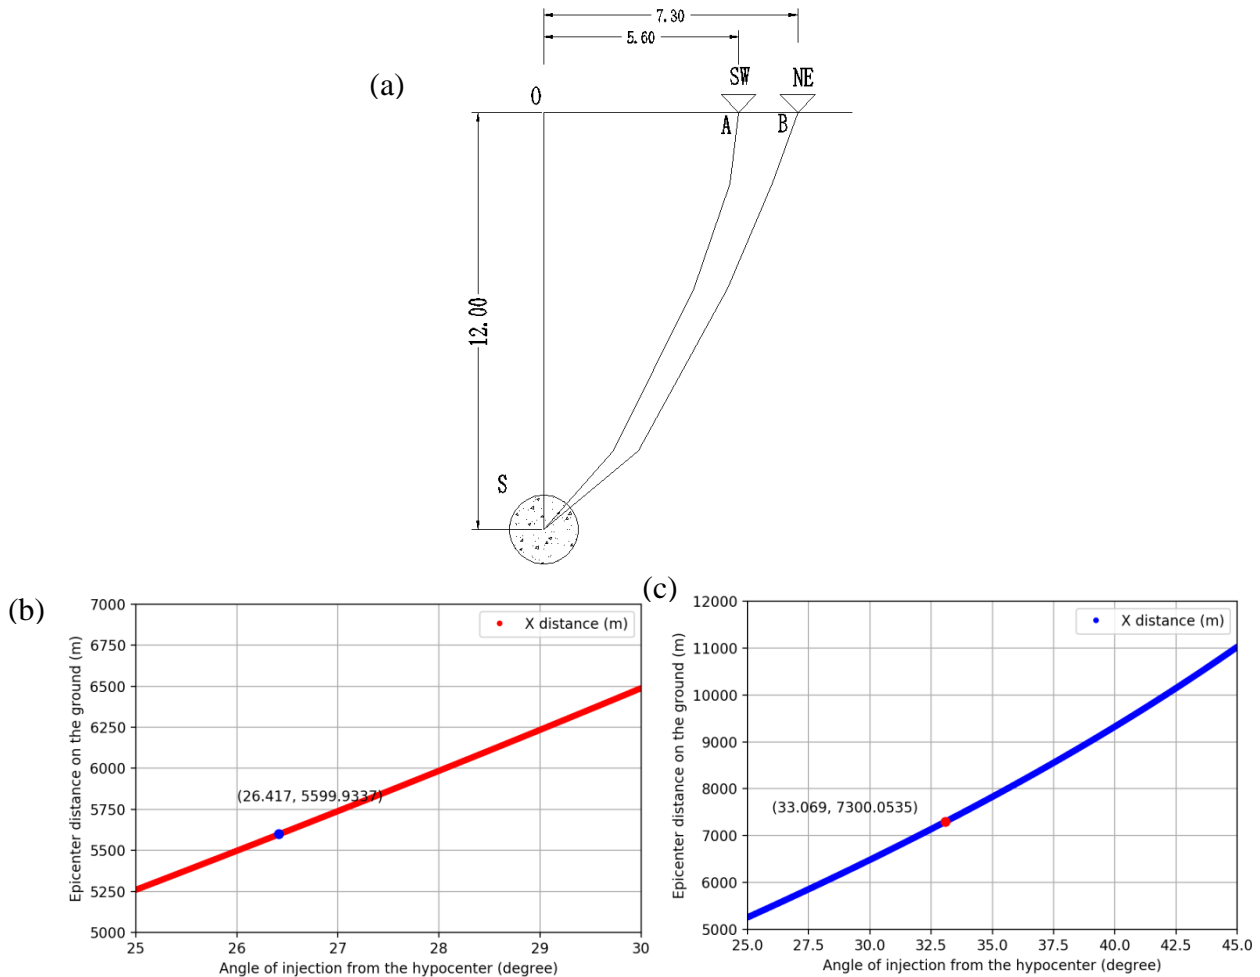 7.30
5.60
(a)
SW
NE
O
A
B
12.00
S
(b)
(c)
7000
6750
6500
6250
6000
5750
5500
5250
5000
Epicenter distance on the ground (m)
X distance (m)
(26.417, 5599.9337)
25
26
27
28
29
30
Angle of injection from the hypocenter (degree)
12000
11000
10000
9000
8000
7000
6000
5000
Epicenter distance on the ground (m)
X distance (m)
(33.069, 7300.0535)
25.0
27.5
30.0
32.5
35.0
37.5
40.0
42.5
45.0
Angle of injection from the hypocenter (degree)